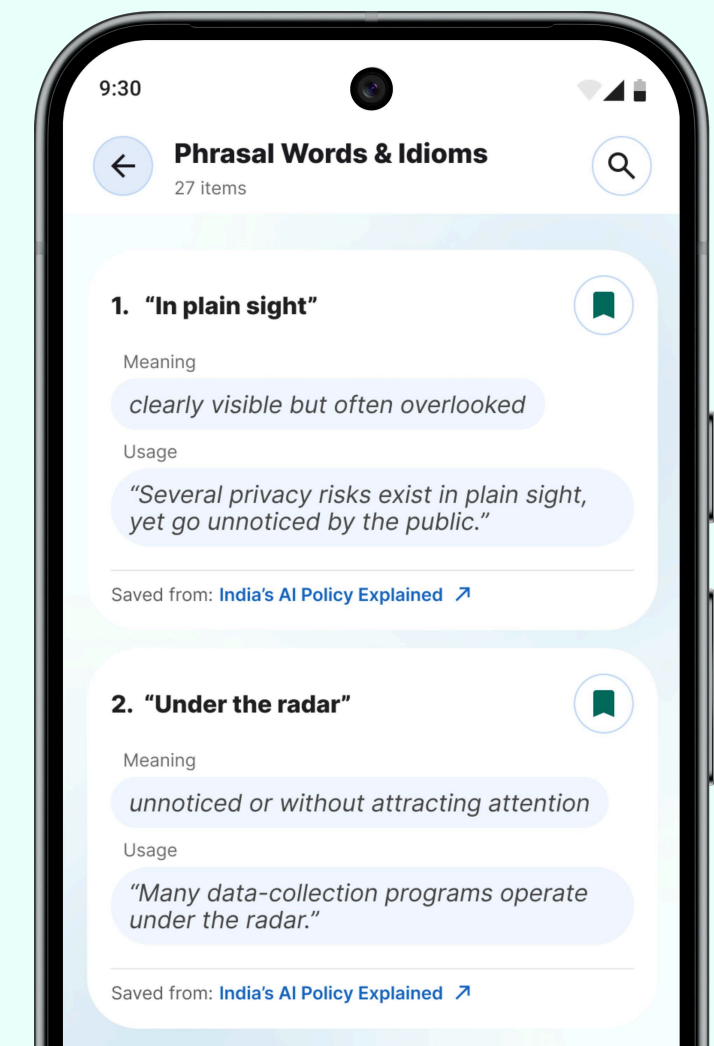 9:30
Phrasal Words & Idioms
27 items
1. “In plain sight”
Meaning
clearly visible but often overlooked
Usage
“Several privacy risks exist in plain sight,
yet go unnoticed by the public.”
Saved from: India’s AI Policy Explained ↗
2. “Under the radar”
Meaning
unnoticed or without attracting attention
Usage
“Many data-collection programs operate
under the radar.”
Saved from: India’s AI Policy Explained ↗